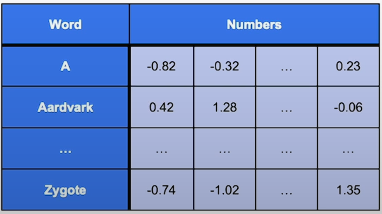 Word Numbers
A -0.82 -0.32 … 0.23
Aardvark 0.42 1.28 … -0.06
… … … … …
Zygote -0.74 -1.02 … 1.35